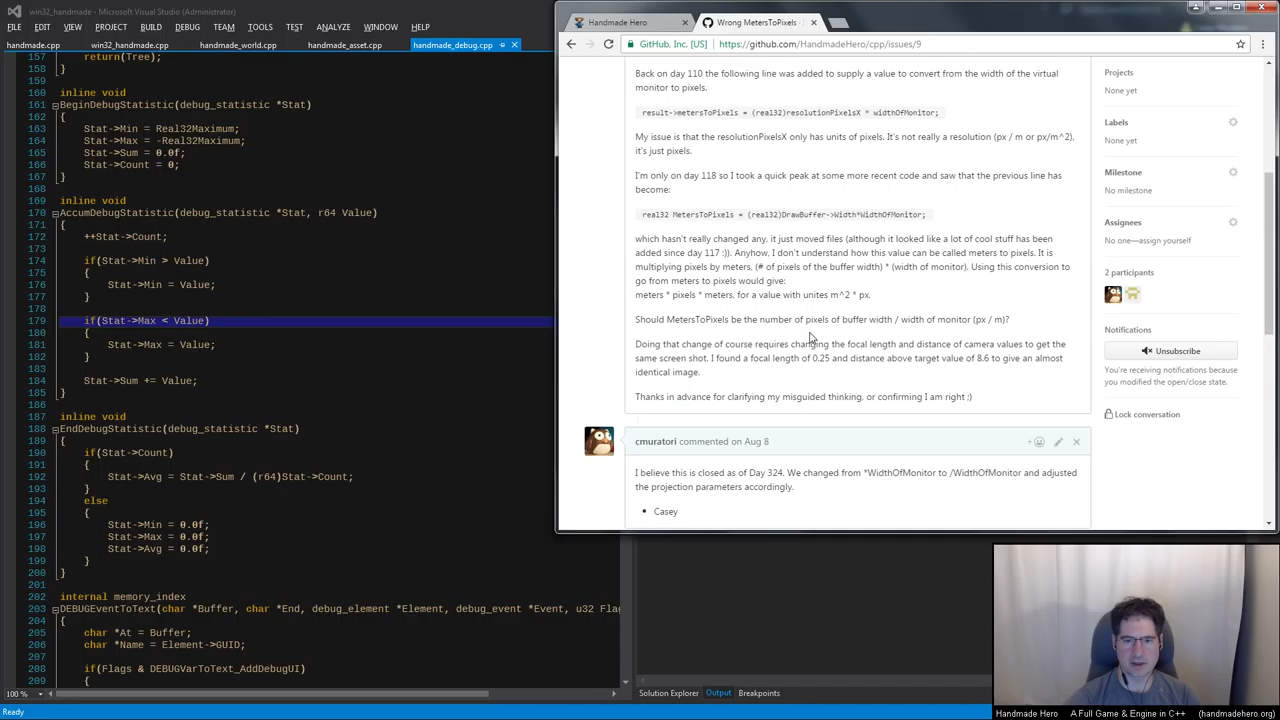 win32_handmade - Microsoft Visual Studio (Administrator)
FILE EDIT VIEW PROJECT BUILD DEBUG TEAM TOOLS TEST ANALYZE WINDOW HELP
handmade.cpp win32_handmade.cpp handmade_world.cpp handmade_asset.cpp handmade_debug.cpp
157 return(Tree);
158 }
159
160 inline void
161 BeginDebugStatistic(debug_statistic *Stat)
162 {
163 Stat->Min = Real32Maximum;
164 Stat->Max = -Real32Maximum;
165 Stat->Sum = 0.0f;
166 Stat->Count = 0;
167 }
168
169 inline void
170 AccumDebugStatistic(debug_statistic *Stat, r64 Value)
171 {
172 ++Stat->Count;
173
174 if(Stat->Min > Value)
175 {
176 Stat->Min = Value;
177 }
178
179 if(Stat->Max < Value)
180 {
181 Stat->Max = Value;
182 }
183
184 Stat->Sum += Value;
185 }
186
187 inline void
188 EndDebugStatistic(debug_statistic *Stat)
189 {
190 if(Stat->Count)
191 {
192 Stat->Avg = Stat->Sum / (r64)Stat->Count;
193 }
194 else
195 {
196 Stat->Min = 0.0f;
197 Stat->Max = 0.0f;
198 Stat->Avg = 0.0f;
199 }
200 }
201
202 internal memory_index
203 DEBUGEventToText(char *Buffer, char *End, debug_element *Element, debug_event *Event, u32 Flag
204 {
205 char *At = Buffer;
206 char *Name = Element->GUID;
207
208 if(Flags & DEBUGVarToText_AddDebugUI)
209 {
100 %
Ready
Solution Explorer Output Breakpoints
Handmade Hero Wrong MetersToPixels ·
GitHub, Inc. [US] https://github.com/HandmadeHero/cpp/issues/9
Back on day 110 the following line was added to supply a value to convert from the width of the virtual
monitor to pixels.
result->metersToPixels = (real32)resolutionPixelsX * widthOfMonitor;
My issue is that the resolutionPixelsX only has units of pixels. It's not really a resolution (px / m or px/m^2),
it's just pixels.
I'm only on day 118 so I took a quick peak at some more recent code and saw that the previous line has
become:
real32 MetersToPixels = (real32)DrawBuffer->Width*WidthOfMonitor;
which hasn't really changed any, it just moved files (although it looked like a lot of cool stuff has been
added since day 117 :)). Anyhow, I don't understand how this value can be called meters to pixels. It is
multiplying pixels by meters, (# of pixels of the buffer width) * (width of monitor). Using this conversion to
go from meters to pixels would give:
meters * pixels * meters, for a value with unites m^2 * px.
Should MetersToPixels be the number of pixels of buffer width / width of monitor (px / m)?
Doing that change of course requires changing the focal length and distance of camera values to get the
same screen shot. I found a focal length of 0.25 and distance above target value of 8.6 to give an almost
identical image.
Thanks in advance for clarifying my misguided thinking, or confirming I am right ;)
cmuratori commented on Aug 8
I believe this is closed as of Day 324. We changed from *WidthOfMonitor to /WidthOfMonitor and adjusted
the projection parameters accordingly.
• Casey
Projects
None yet
Labels
None yet
Milestone
No milestone
Assignees
No one—assign yourself
2 participants
Notifications
Unsubscribe
You're receiving notifications because
you modified the open/close state.
Lock conversation
Handmade Hero A Full Game & Engine in C++ (handmadehero.org)